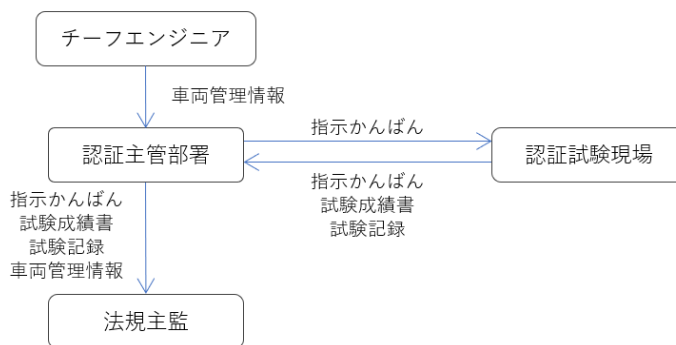 チーフエンジニア
車両管理情報
指示かんばん
認証主管部署
認証試験現場
指示かんばん
試験成績書
試験記録
指示かんばん
試験成績書
試験記録
車両管理情報
法規主監